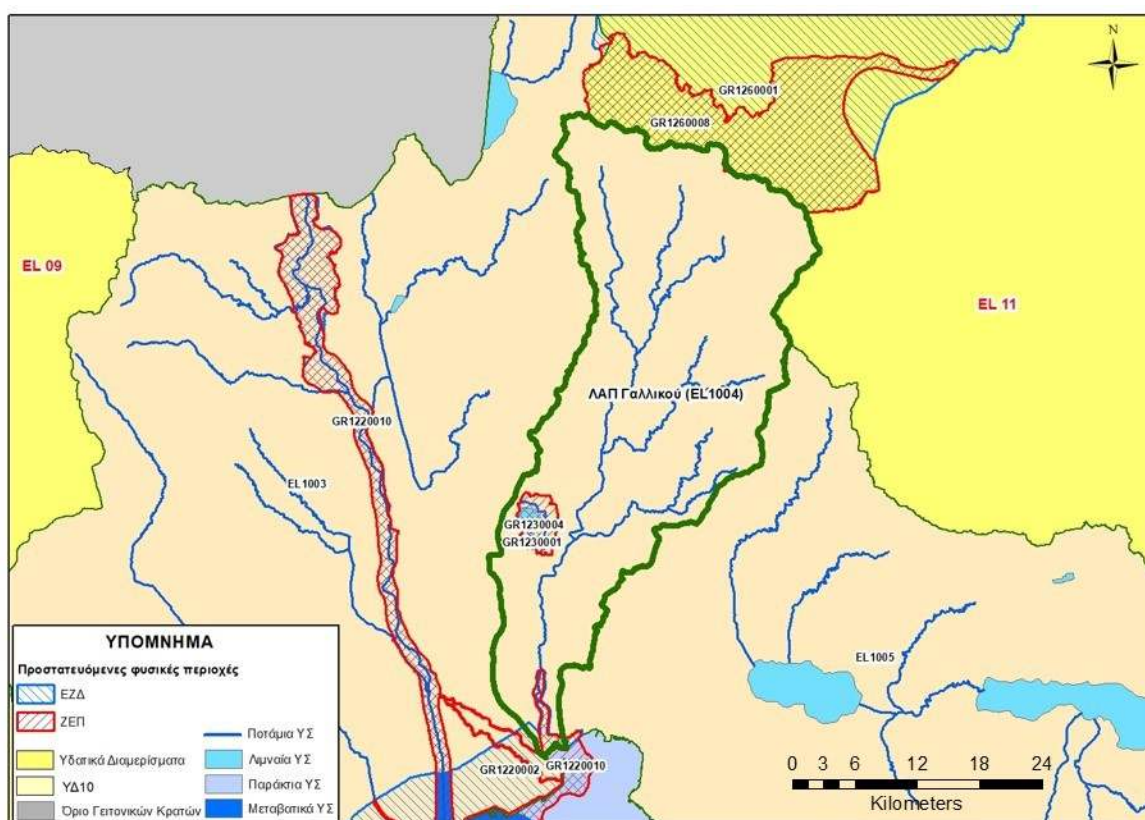 N
GR1260001
GR1260008
EL 09
EL 11
ΛΑΠ Γαλλικού (EL1004)
GR1220010
EL1003
GR1230004
GR1230001
EL1005
GR1220002
GR1220010
ΥΠΟΜΝΗΜΑ
Προστατευόμενες φυσικές περιοχές
ΕΖΔ
ΖΕΠ
Υδατικά Διαμερίσματα
ΥΔ10
Όριο Γειτονικών Κρατών
Ποτάμια ΥΣ
Λιμναία ΥΣ
Παράκτια ΥΣ
Μεταβατικά ΥΣ
0 3 6 12 18 24
Kilometers